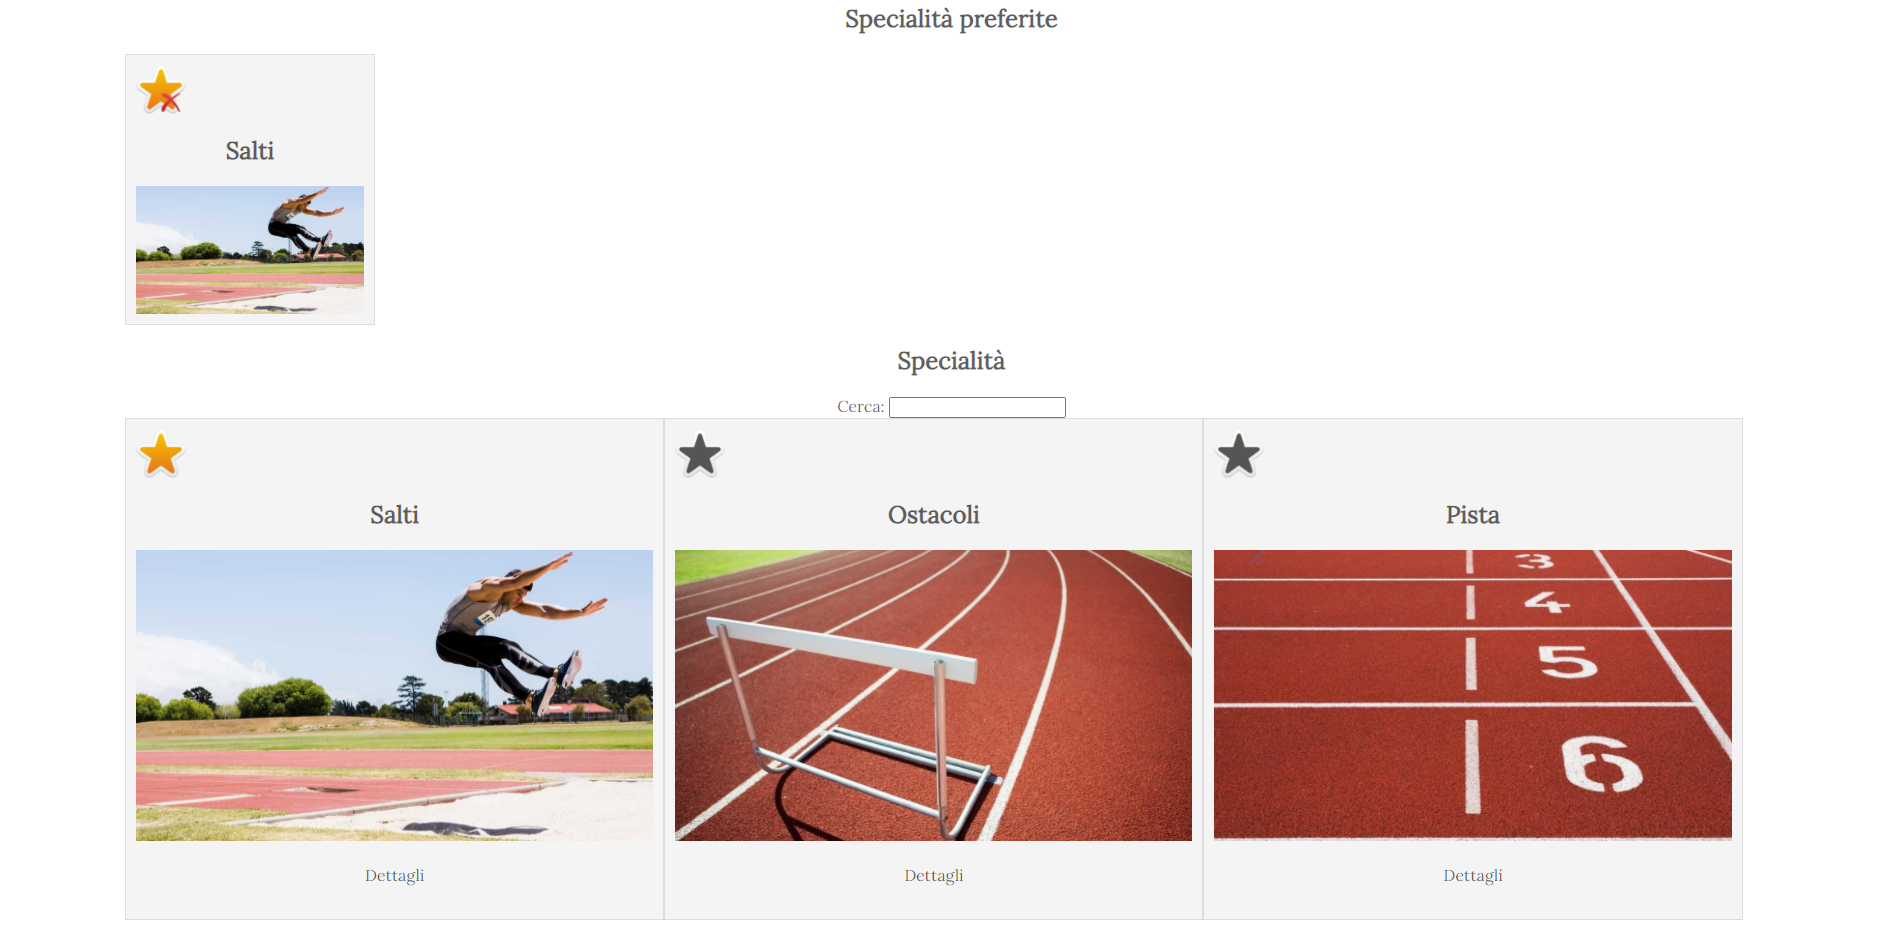 Specialità preferite
Salti
Specialità
Cerca:
Salti
Ostacoli
Pista
3
4
5
6
Dettagli
Dettagli
Dettagli